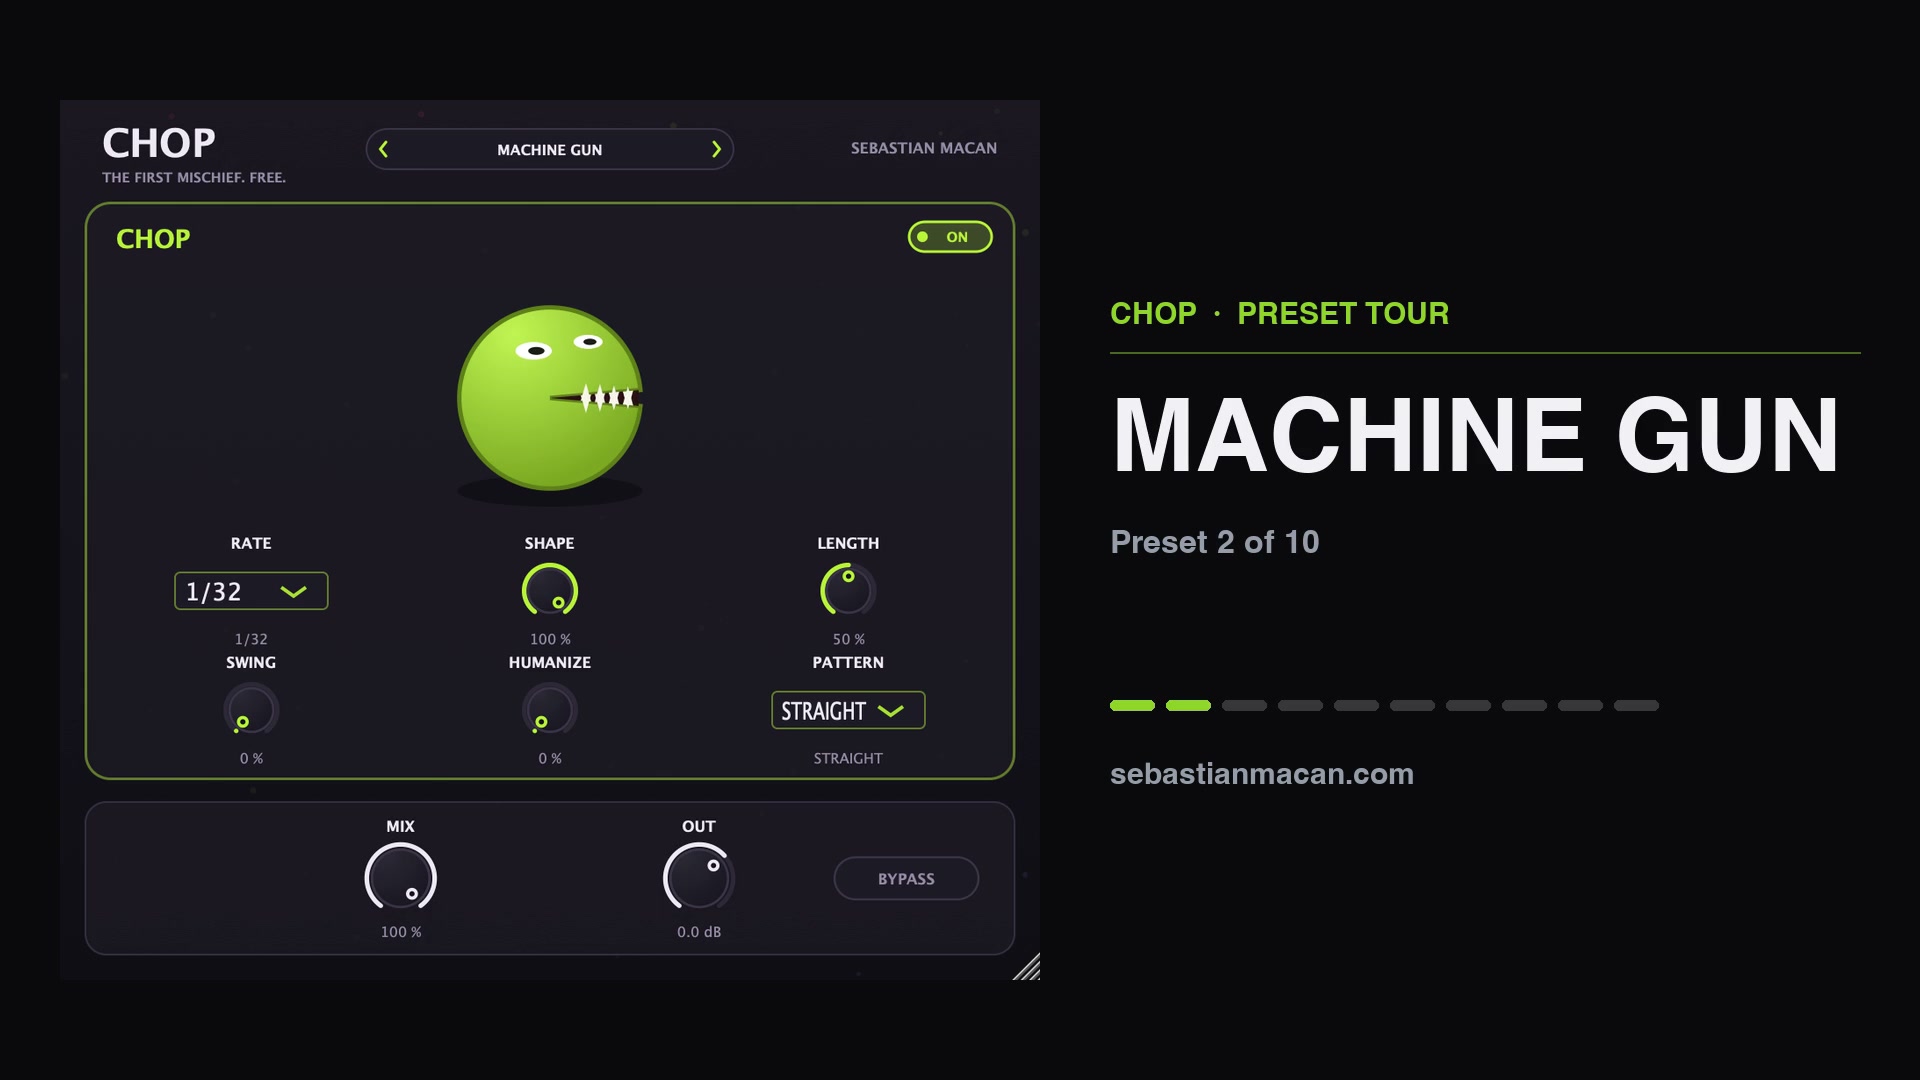 CHOP
THE FIRST MISCHIEF. FREE.
MACHINE GUN
SEBASTIAN MACAN
CHOP
ON
RATE
SHAPE
LENGTH
1/32
1/32
100 %
50 %
SWING
HUMANIZE
PATTERN
STRAIGHT
0 %
0 %
STRAIGHT
MIX
OUT
BYPASS
100 %
0.0 dB
CHOP · PRESET TOUR
MACHINE GUN
Preset 2 of 10
sebastianmacan.com